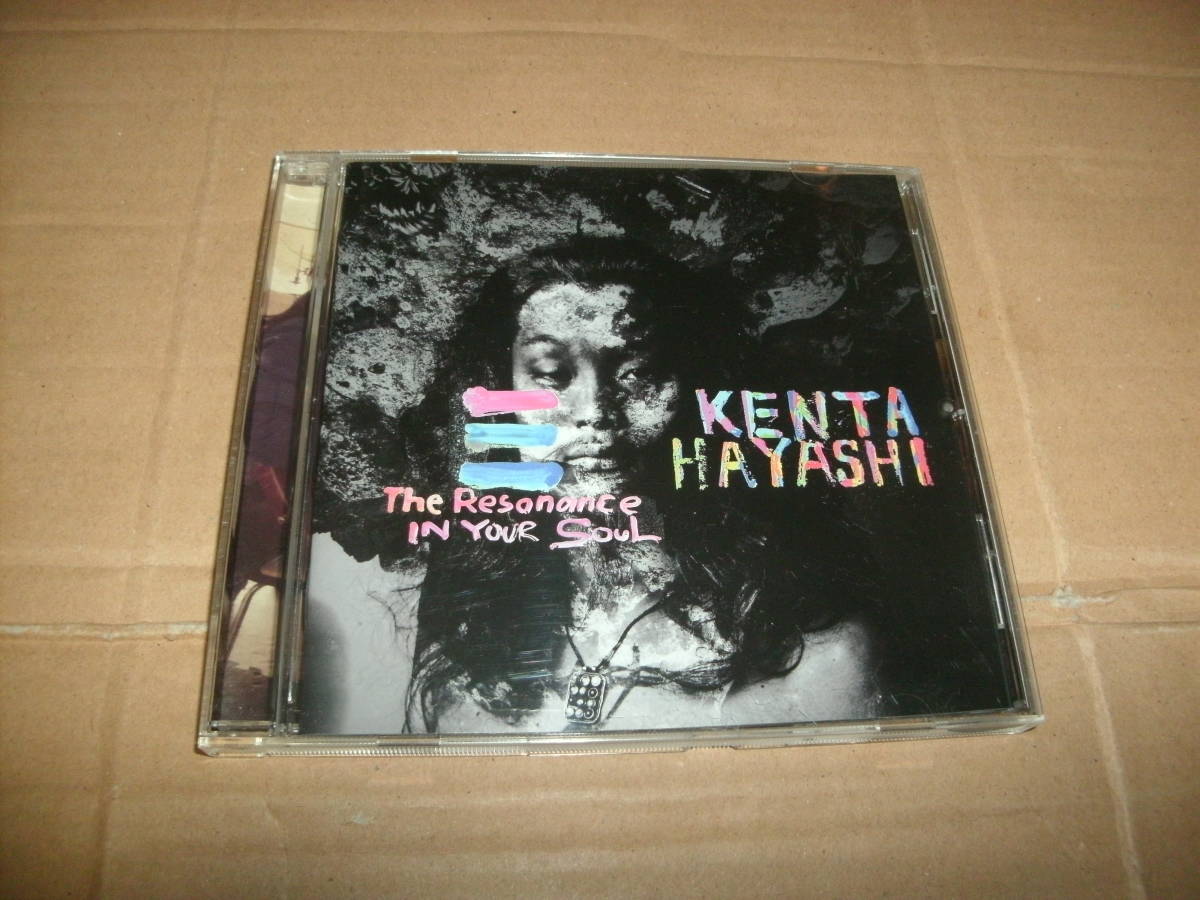 KENTA
HAYASHI
The Resonance
IN YOUR SOUL